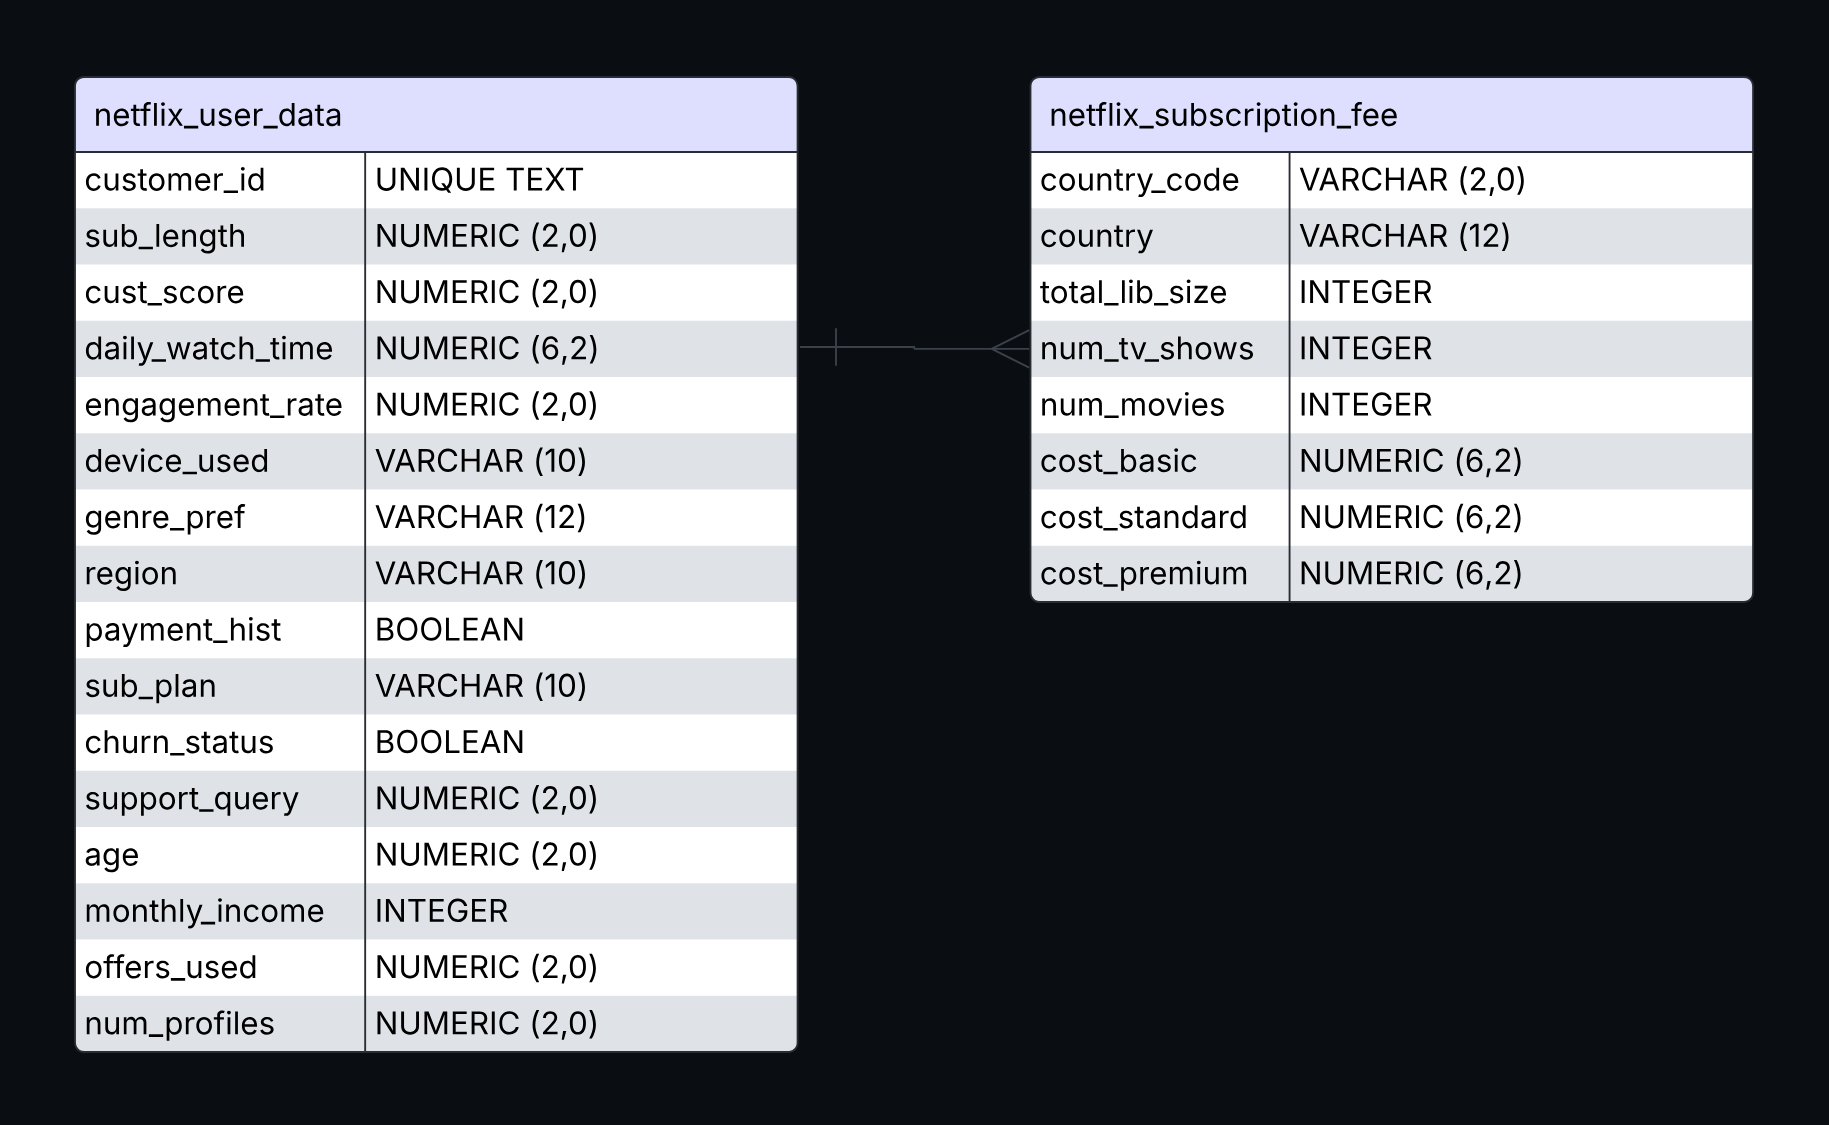 netflix_user_data
customer_id UNIQUE TEXT
sub_length NUMERIC (2,0)
cust_score NUMERIC (2,0)
daily_watch_time NUMERIC (6,2)
engagement_rate NUMERIC (2,0)
device_used VARCHAR (10)
genre_pref VARCHAR (12)
region VARCHAR (10)
payment_hist BOOLEAN
sub_plan VARCHAR (10)
churn_status BOOLEAN
support_query NUMERIC (2,0)
age NUMERIC (2,0)
monthly_income INTEGER
offers_used NUMERIC (2,0)
num_profiles NUMERIC (2,0)
netflix_subscription_fee
country_code VARCHAR (2,0)
country VARCHAR (12)
total_lib_size INTEGER
num_tv_shows INTEGER
num_movies INTEGER
cost_basic NUMERIC (6,2)
cost_standard NUMERIC (6,2)
cost_premium NUMERIC (6,2)